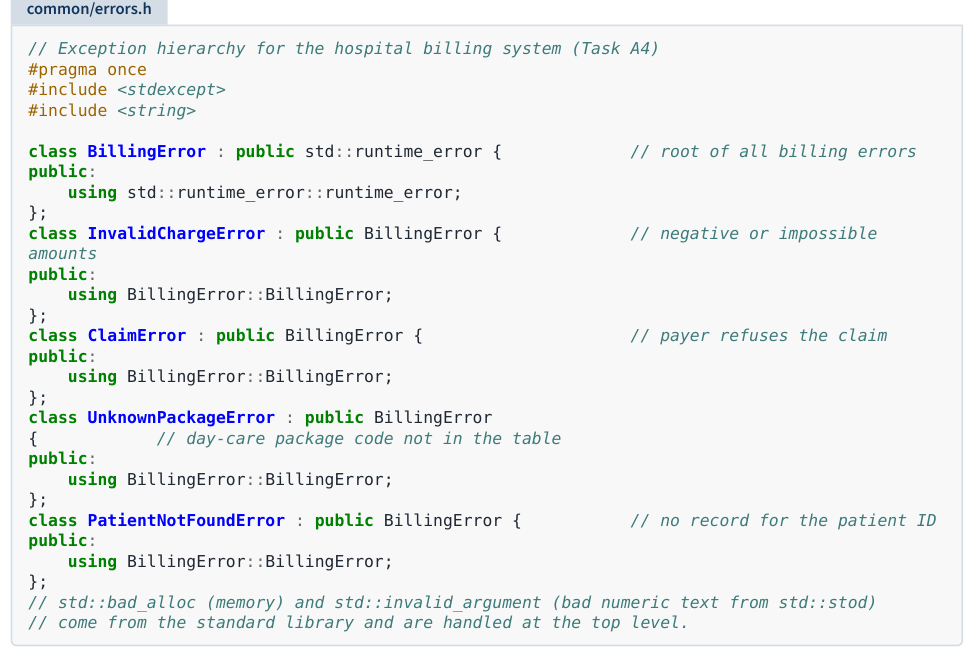 common/errors.h
// Exception hierarchy for the hospital billing system (Task A4)
#pragma once
#include <stdexcept>
#include <string>

class BillingError : public std::runtime_error {             // root of all billing errors
public:
    using std::runtime_error::runtime_error;
};
class InvalidChargeError : public BillingError {             // negative or impossible
amounts
public:
    using BillingError::BillingError;
};
class ClaimError : public BillingError {                     // payer refuses the claim
public:
    using BillingError::BillingError;
};
class UnknownPackageError : public BillingError
{            // day-care package code not in the table
public:
    using BillingError::BillingError;
};
class PatientNotFoundError : public BillingError {           // no record for the patient ID
public:
    using BillingError::BillingError;
};
// std::bad_alloc (memory) and std::invalid_argument (bad numeric text from std::stod)
// come from the standard library and are handled at the top level.